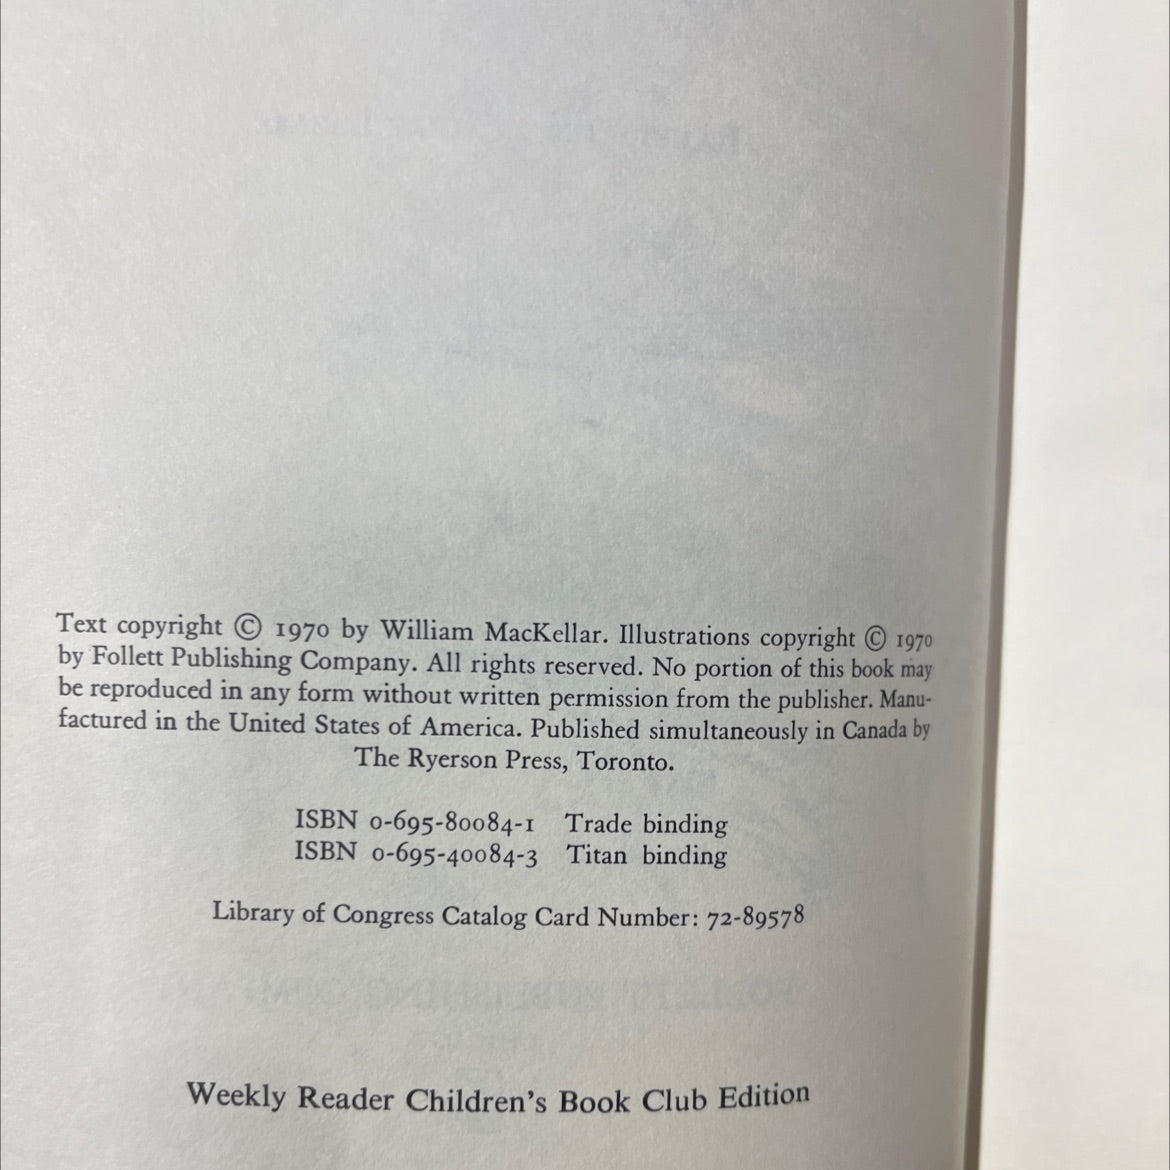 Text copyright © 1970 by William MacKellar. Illustrations copyright © 1970
by Follett Publishing Company. All rights reserved. No portion of this book may
be reproduced in any form without written permission from the publisher. Manu-
factured in the United States of America. Published simultaneously in Canada by
The Ryerson Press, Toronto.
ISBN 0-695-80084-1 Trade binding
ISBN 0-695-40084-3 Titan binding
Library of Congress Catalog Card Number: 72-89578
Weekly Reader Children's Book Club Edition